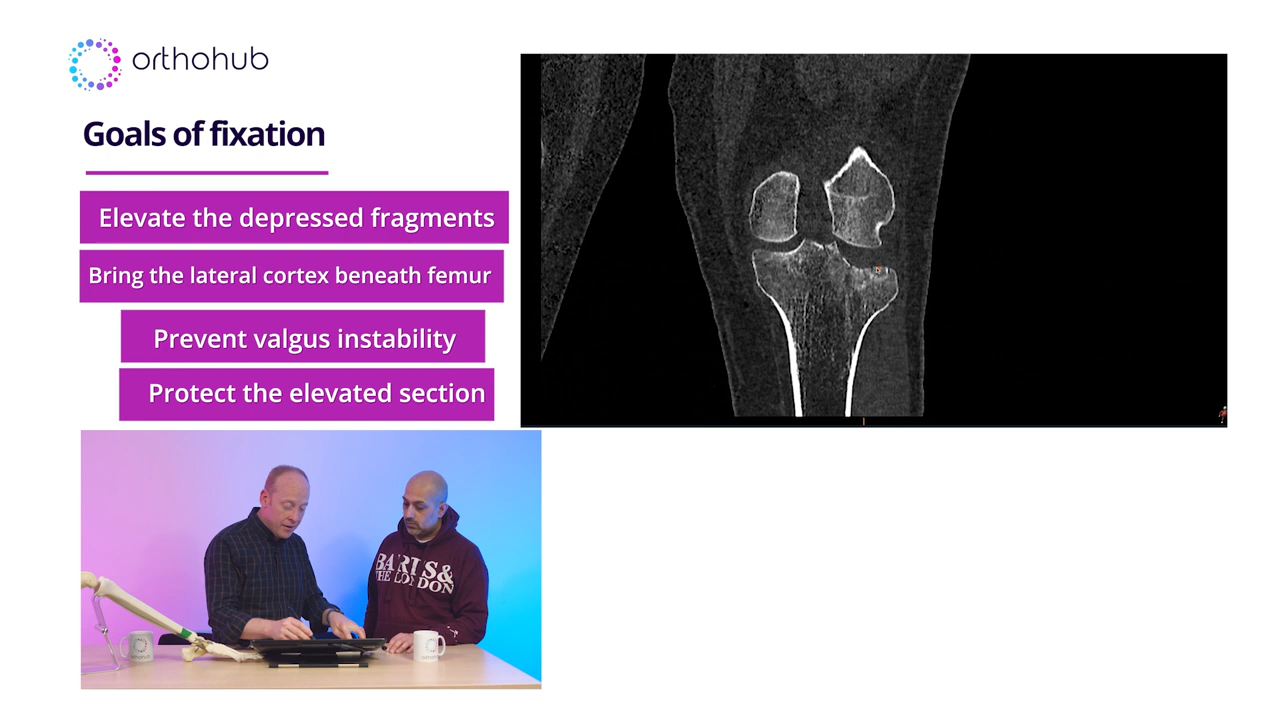 orthohub
Goals of fixation
Elevate the depressed fragments
Bring the lateral cortex beneath femur
Prevent valgus instability
Protect the elevated section
BARTS &
THE LONDON